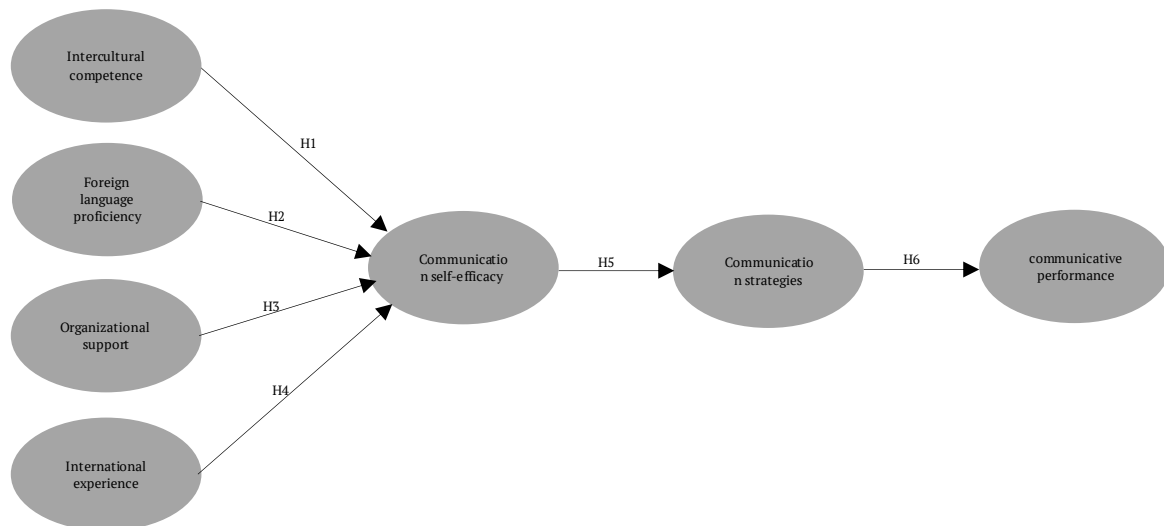 Intercultural
competence
H1
Foreign
language
proficiency
H2
Organizational
support
H3
International
experience
H4
Communicatio
n self-efficacy
H5
Communicatio
n strategies
H6
communicative
performance